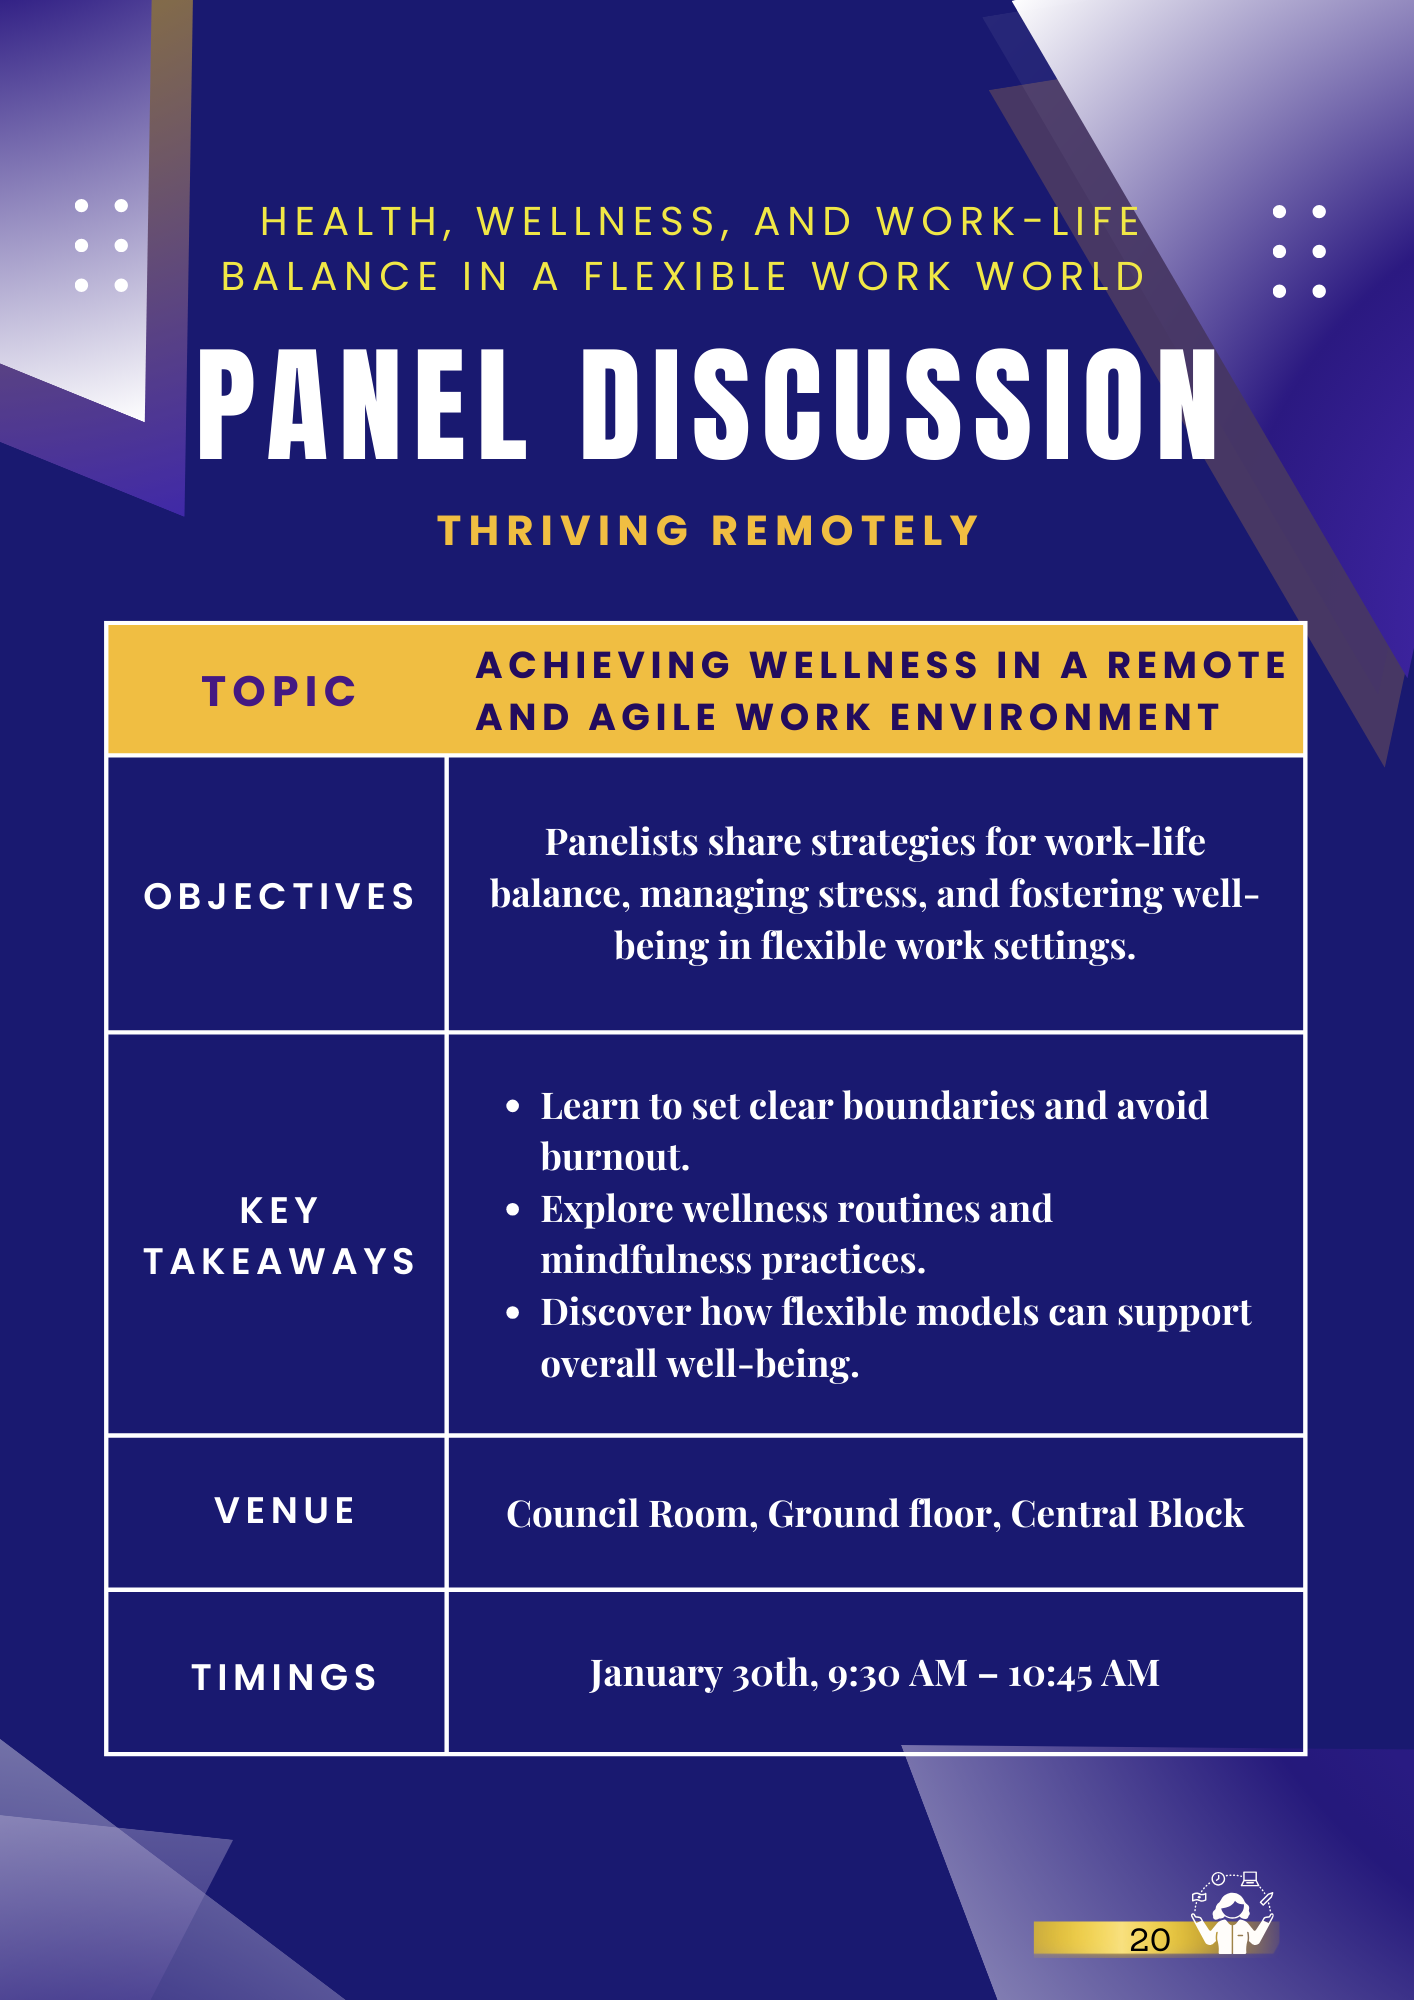 HEALTH, WELLNESS, AND WORK-LIFE
BALANCE IN A FLEXIBLE WORK WORLD
PANEL DISCUSSION
THRIVING REMOTELY
TOPIC
ACHIEVING WELLNESS IN A REMOTE
AND AGILE WORK ENVIRONMENT
OBJECTIVES
Panelists share strategies for work-life
balance, managing stress, and fostering well-
being in flexible work settings.
KEY
TAKEAWAYS
• Learn to set clear boundaries and avoid
burnout.
• Explore wellness routines and
mindfulness practices.
• Discover how flexible models can support
overall well-being.
VENUE
Council Room, Ground floor, Central Block
TIMINGS
January 30th, 9:30 AM – 10:45 AM
20